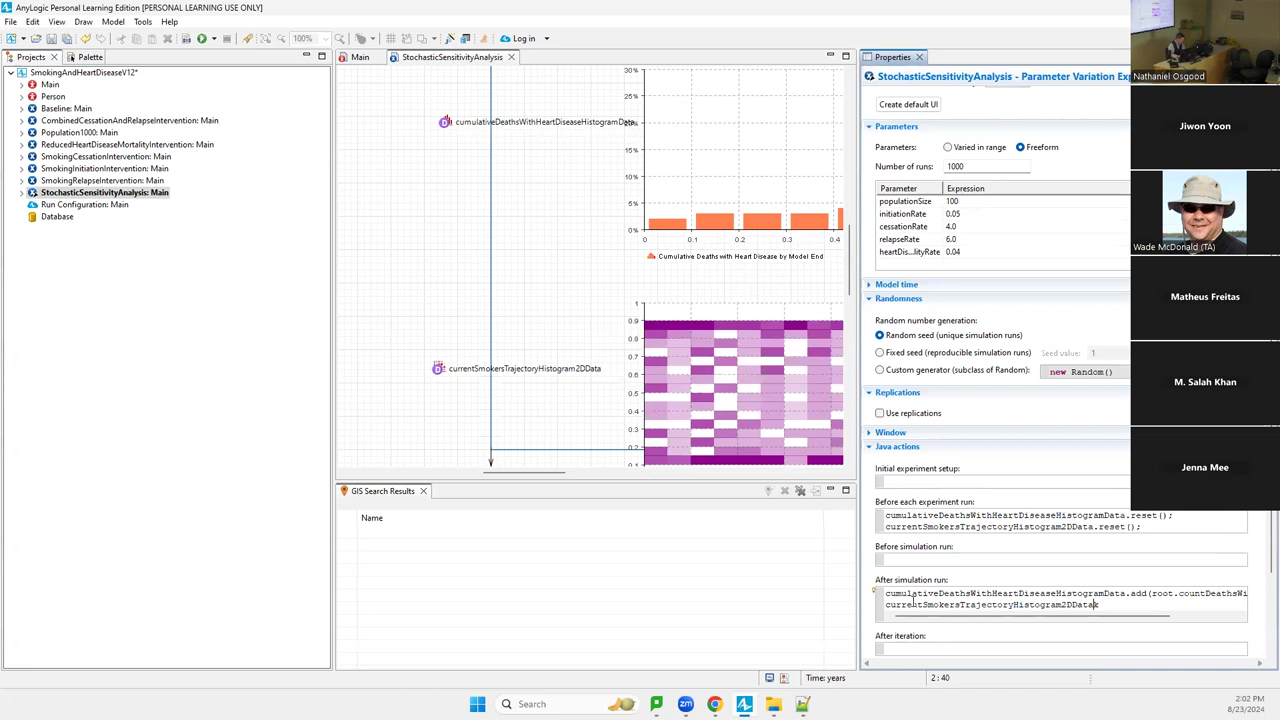 AnyLogic Personal Learning Edition [PERSONAL LEARNING USE ONLY]
File Edit View Draw Model Tools Help
100%
Log in
Projects
Palette
SmokingAndHeartDiseaseV12*
Main
Person
Baseline: Main
CombinedCessationAndRelapseIntervention: Main
Population1000: Main
ReducedHeartDiseaseMortalityIntervention: Main
SmokingCessationIntervention: Main
SmokingInitiationIntervention: Main
SmokingRelapseIntervention: Main
StochasticSensitivityAnalysis: Main
Run Configuration: Main
Database
Main
StochasticSensitivityAnalysis
cumulativeDeathsWithHeartDiseaseHistogramData
30%
25%
20%
15%
10%
5%
0%
0
0.1
0.2
0.3
0.4
Cumulative Deaths with Heart Disease by Model End
currentSmokersTrajectoryHistogram2DData
1
0.9
0.8
0.7
0.6
0.5
0.4
0.3
0.2
0.1
GIS Search Results
Name
Properties
StochasticSensitivityAnalysis - Parameter Variation Exp
Create default UI
Parameters
Parameters:
Varied in range
Freeform
Number of runs:
1000
Parameter
Expression
populationSize
100
initiationRate
0.05
cessationRate
4.0
relapseRate
6.0
heartDis...lityRate
0.04
Model time
Randomness
Random number generation:
Random seed (unique simulation runs)
Fixed seed (reproducible simulation runs)
Seed value:
1
Custom generator (subclass of Random):
new Random()
Replications
Use replications
Window
Java actions
Initial experiment setup:
Before each experiment run:
cumulativeDeathsWithHeartDiseaseHistogramData.reset();
currentSmokersTrajectoryHistogram2DData.reset();
Before simulation run:
After simulation run:
cumulativeDeathsWithHeartDiseaseHistogramData.add(root.countDeathsWi
currentSmokersTrajectoryHistogram2DData
After iteration:
Time: years
2 : 40
Nathaniel Osgood
Jiwon Yoon
Wade McDonald (TA)
Matheus Freitas
M. Salah Khan
Jenna Mee
Search
2:02 PM
8/23/2024